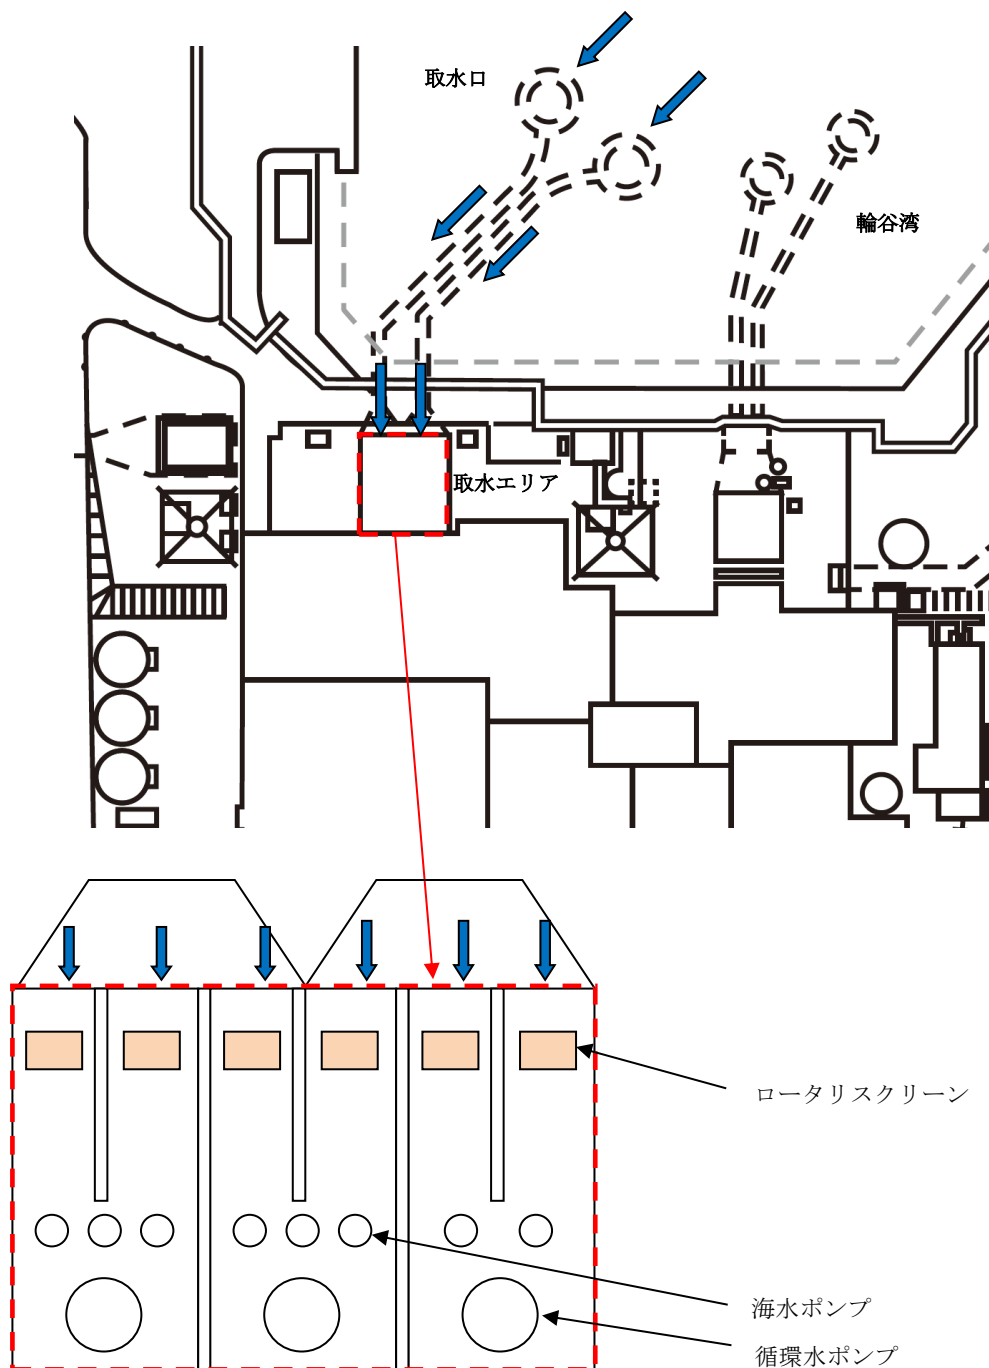 取水口
輪谷湾
取水エリア
ロータリスクリーン
海水ポンプ
循環水ポンプ